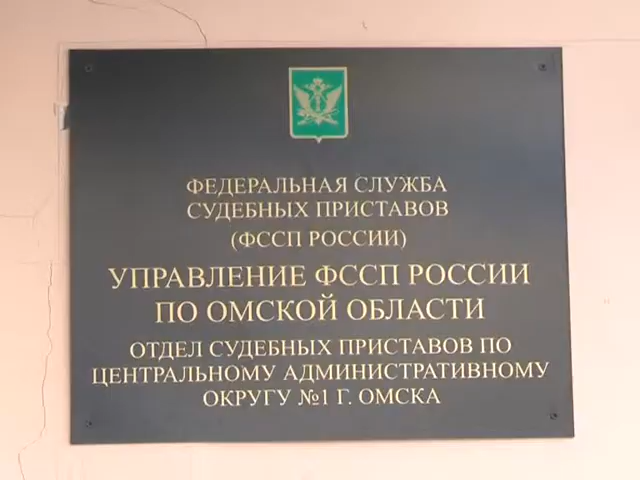 ФЕДЕРАЛЬНАЯ СЛУЖБА
СУДЕБНЫХ ПРИСТАВОВ
(ФССП РОССИИ)
УПРАВЛЕНИЕ ФССП РОССИИ
ПО ОМСКОЙ ОБЛАСТИ
ОТДЕЛ СУДЕБНЫХ ПРИСТАВОВ ПО
ЦЕНТРАЛЬНОМУ АДМИНИСТРАТИВНОМУ
ОКРУГУ №1 Г. ОМСКА